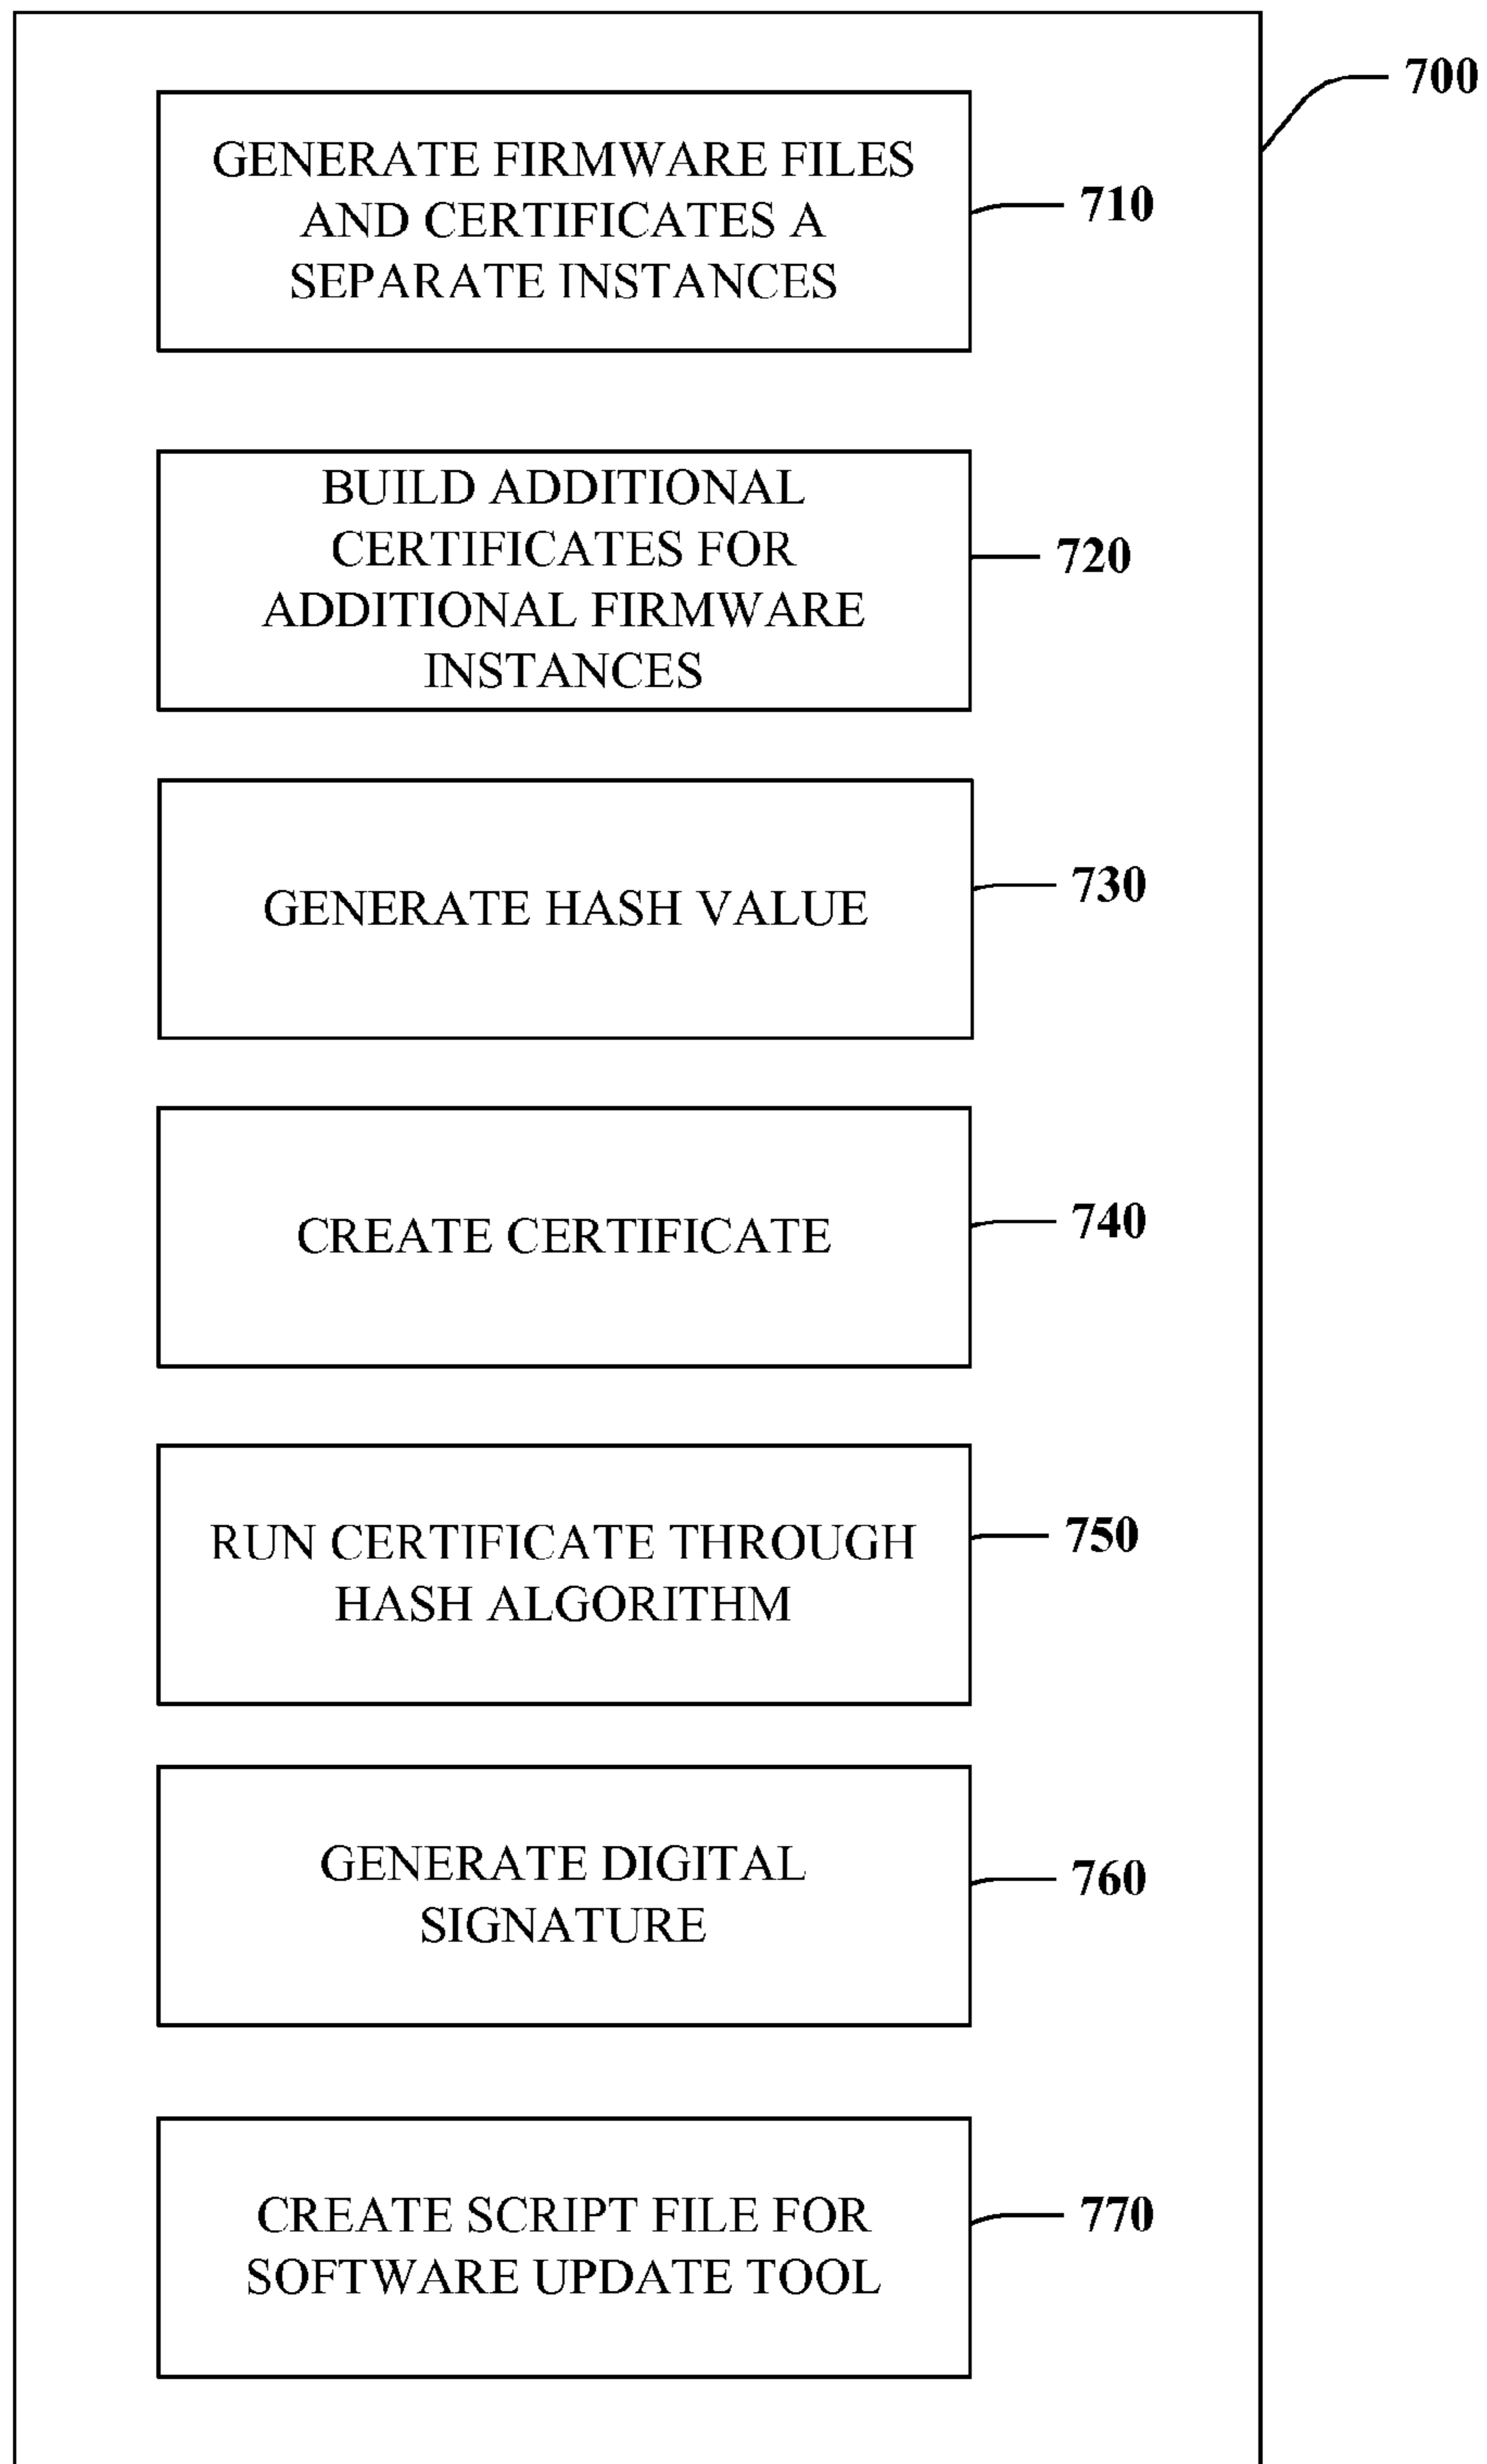 700
GENERATE FIRMWARE FILES
AND CERTIFICATES A
SEPARATE INSTANCES
710
BUILD ADDITIONAL
CERTIFICATES FOR
ADDITIONAL FIRMWARE
INSTANCES
720
GENERATE HASH VALUE
730
CREATE CERTIFICATE
740
RUN CERTIFICATE THROUGH
HASH ALGORITHM
750
GENERATE DIGITAL
SIGNATURE
760
CREATE SCRIPT FILE FOR
SOFTWARE UPDATE TOOL
770